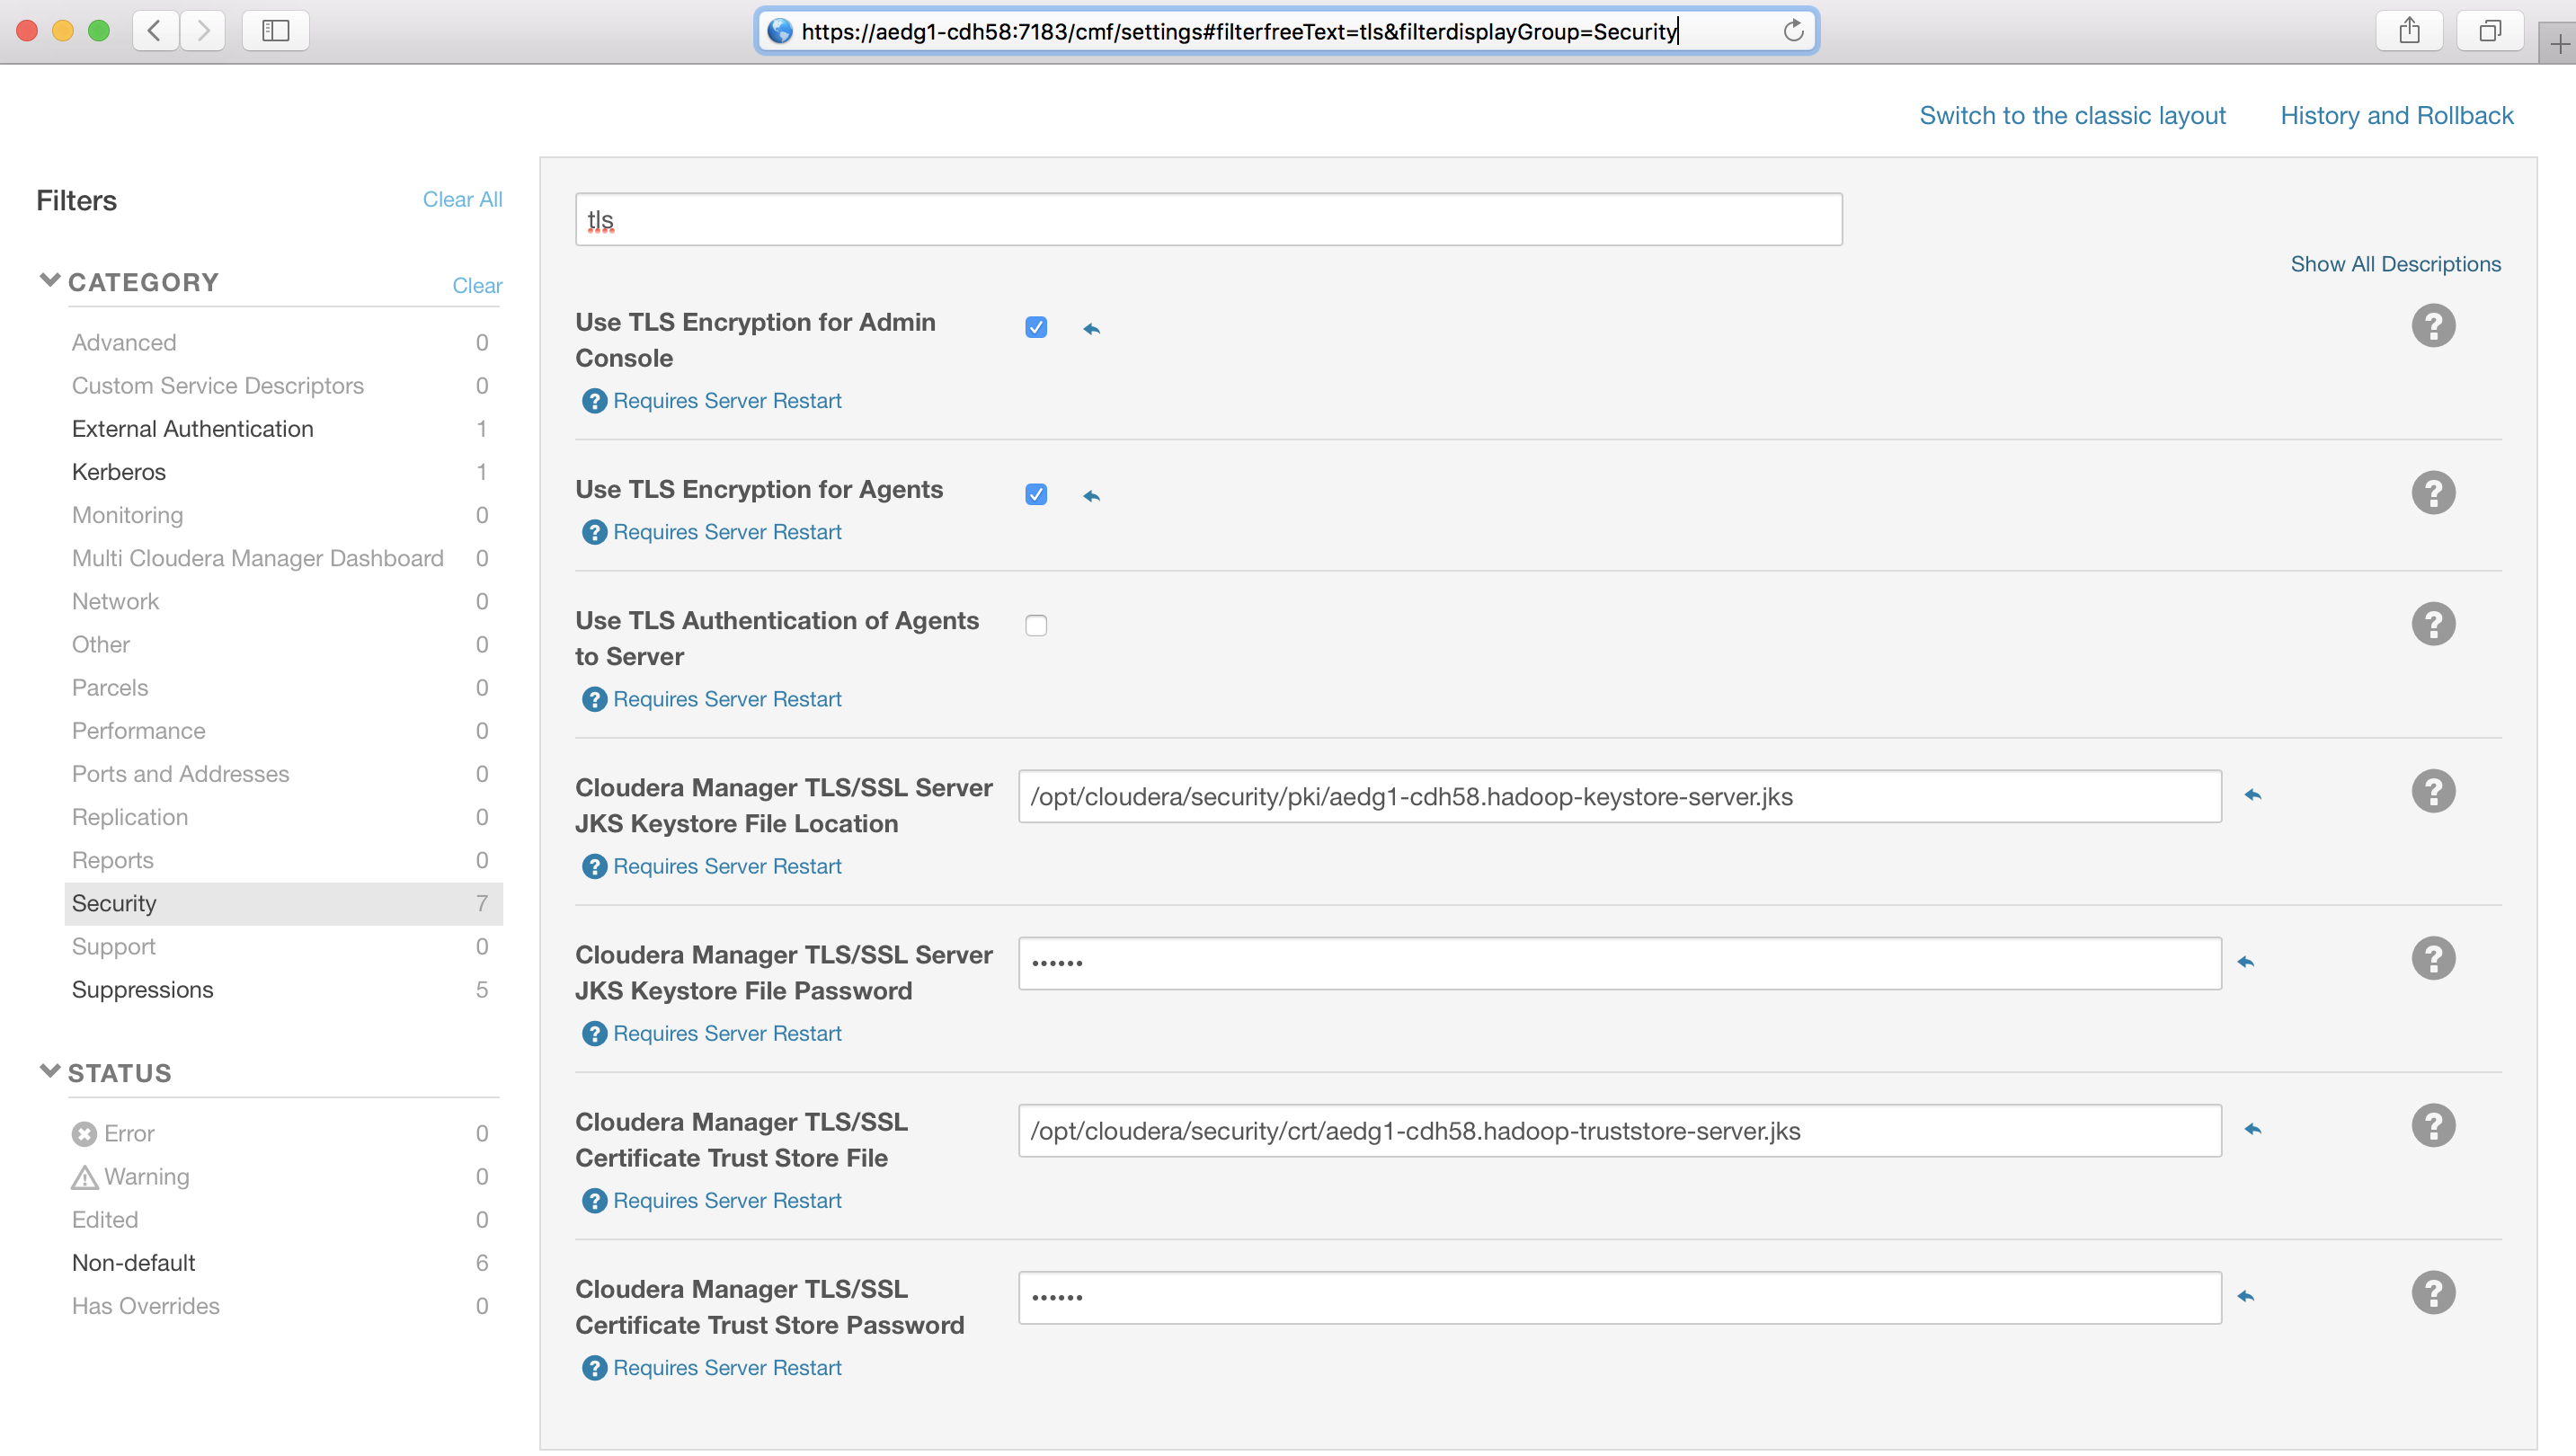 https://aedg1-cdh58:7183/cmf/settings#filterfreeText=tls&filterdisplayGroup=Security
Switch to the classic layout
History and Rollback
Filters
Clear All
CATEGORY
Clear
Advanced 0
Custom Service Descriptors 0
External Authentication 1
Kerberos 1
Monitoring 0
Multi Cloudera Manager Dashboard 0
Network 0
Other 0
Parcels 0
Performance 0
Ports and Addresses 0
Replication 0
Reports 0
Security 7
Support 0
Suppressions 5
STATUS
Error 0
Warning 0
Edited 0
Non-default 6
Has Overrides 0
tls
Show All Descriptions
Use TLS Encryption for Admin
Console
Requires Server Restart
Use TLS Encryption for Agents
Requires Server Restart
Use TLS Authentication of Agents
to Server
Requires Server Restart
Cloudera Manager TLS/SSL Server
JKS Keystore File Location
/opt/cloudera/security/pki/aedg1-cdh58.hadoop-keystore-server.jks
Requires Server Restart
Cloudera Manager TLS/SSL Server
JKS Keystore File Password
••••••
Requires Server Restart
Cloudera Manager TLS/SSL
Certificate Trust Store File
/opt/cloudera/security/crt/aedg1-cdh58.hadoop-truststore-server.jks
Requires Server Restart
Cloudera Manager TLS/SSL
Certificate Trust Store Password
••••••
Requires Server Restart